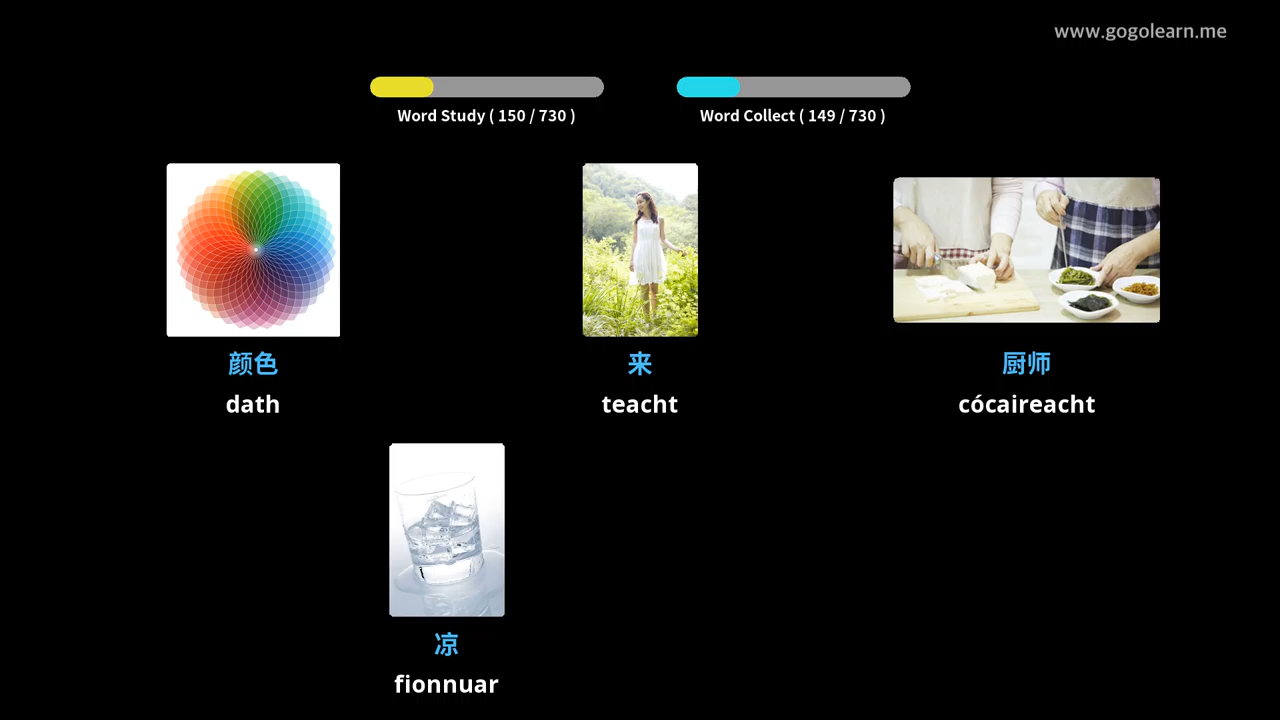 www.gogolearn.me
Word Study ( 150 / 730 )
Word Collect ( 149 / 730 )
颜色
来
厨师
dath
teacht
cócaireacht
凉
fionnuar